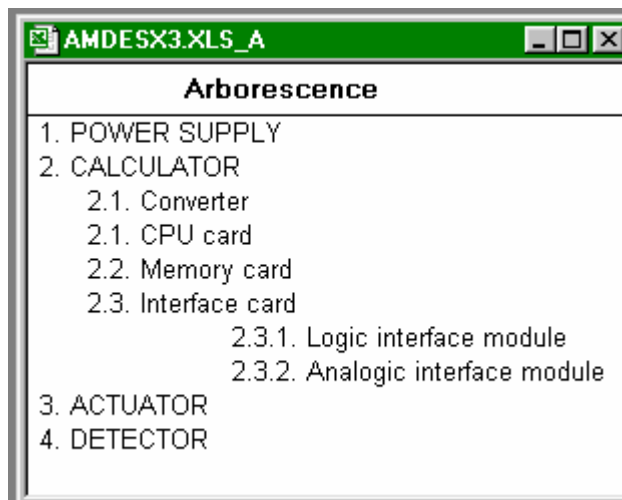 AMDESX3.XLS_A
Arborescence
1. POWER SUPPLY
2. CALCULATOR
2.1. Converter
2.1. CPU card
2.2. Memory card
2.3. Interface card
2.3.1. Logic interface module
2.3.2. Analogic interface module
3. ACTUATOR
4. DETECTOR